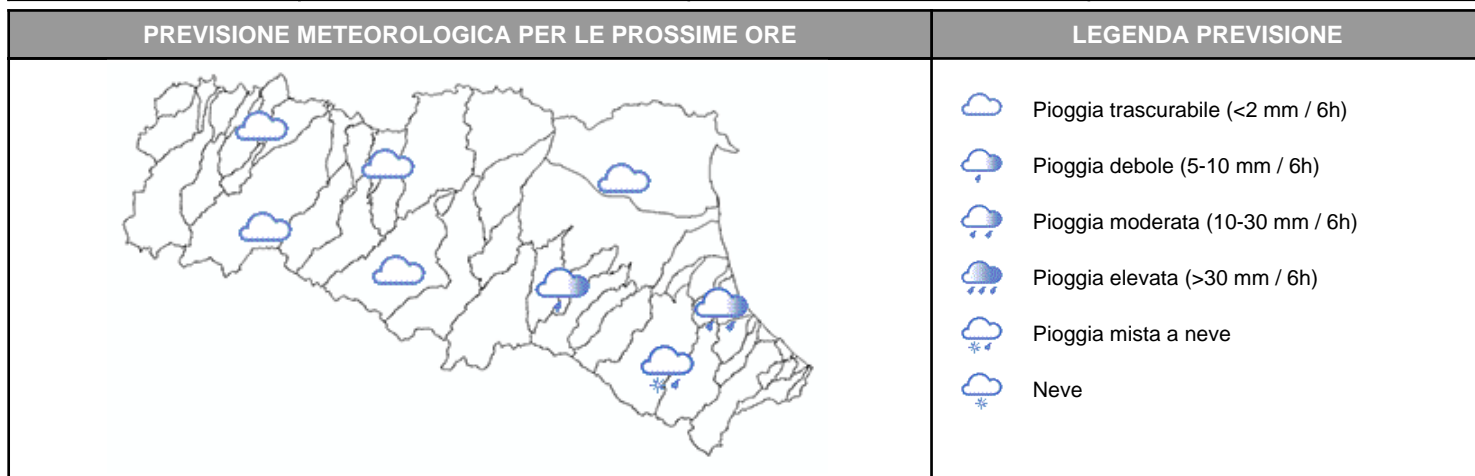 PREVISIONE METEOROLOGICA PER LE PROSSIME ORE
LEGENDA PREVISIONE
Pioggia trascurabile (<2 mm / 6h)
Pioggia debole (5-10 mm / 6h)
Pioggia moderata (10-30 mm / 6h)
Pioggia elevata (>30 mm / 6h)
Pioggia mista a neve
Neve